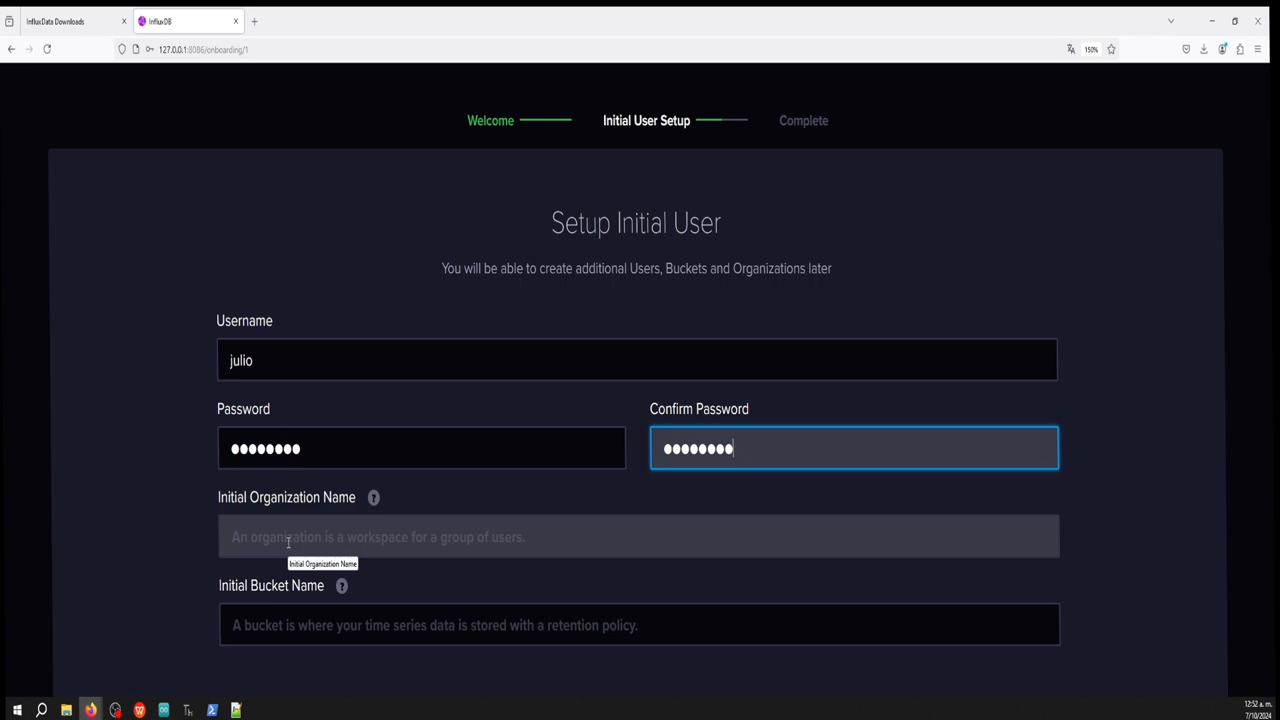 InfluxData Downloads
InfluxDB
127.0.0.1:8086/onboarding/1
150%
Welcome
Initial User Setup
Complete
Setup Initial User
You will be able to create additional Users, Buckets and Organizations later
Username
julio
Password
Confirm Password
●●●●●●●●
●●●●●●●●
Initial Organization Name ?
An organization is a workspace for a group of users.
Initial Organization Name
Initial Bucket Name ?
A bucket is where your time series data is stored with a retention policy.
12:52 a. m.
7/10/2024